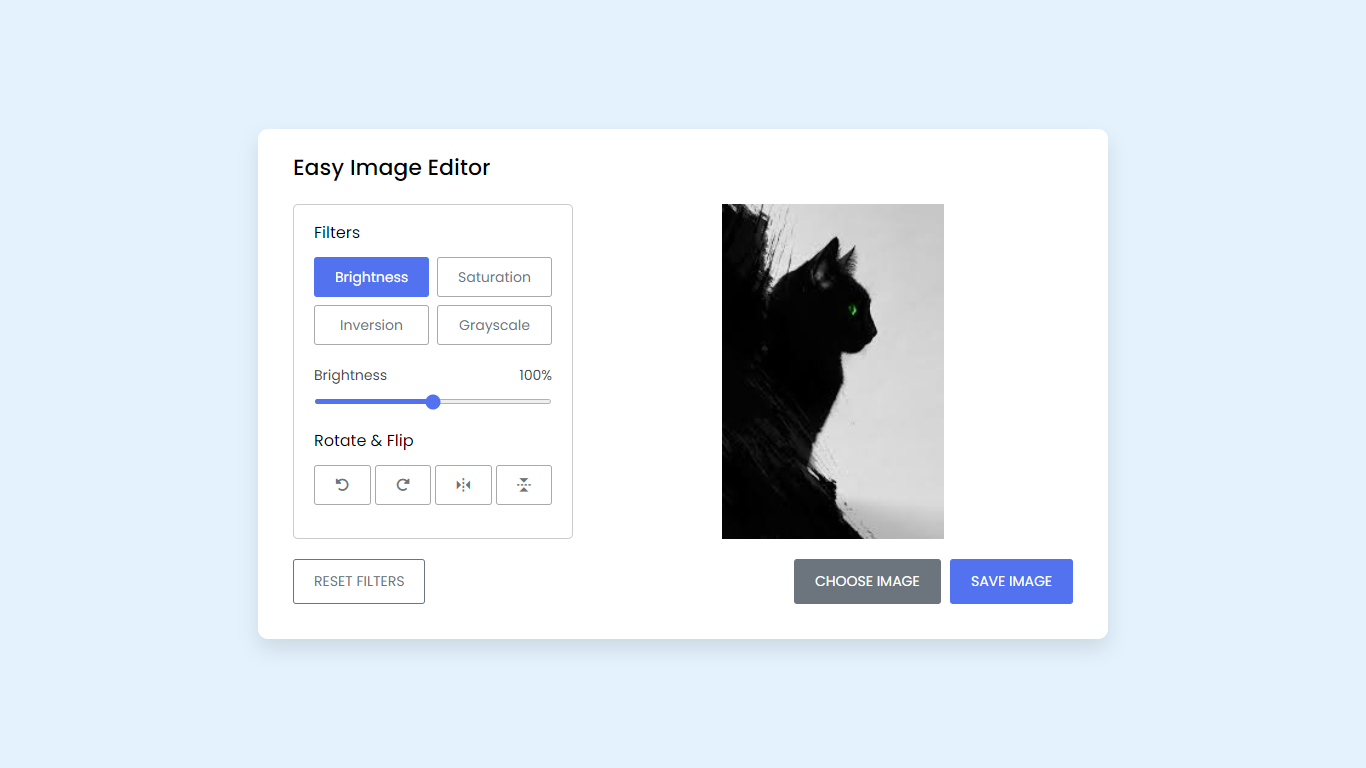 Easy Image Editor
Filters
Brightness Saturation
Inversion Grayscale
Brightness 100%
Rotate & Flip
RESET FILTERS CHOOSE IMAGE SAVE IMAGE